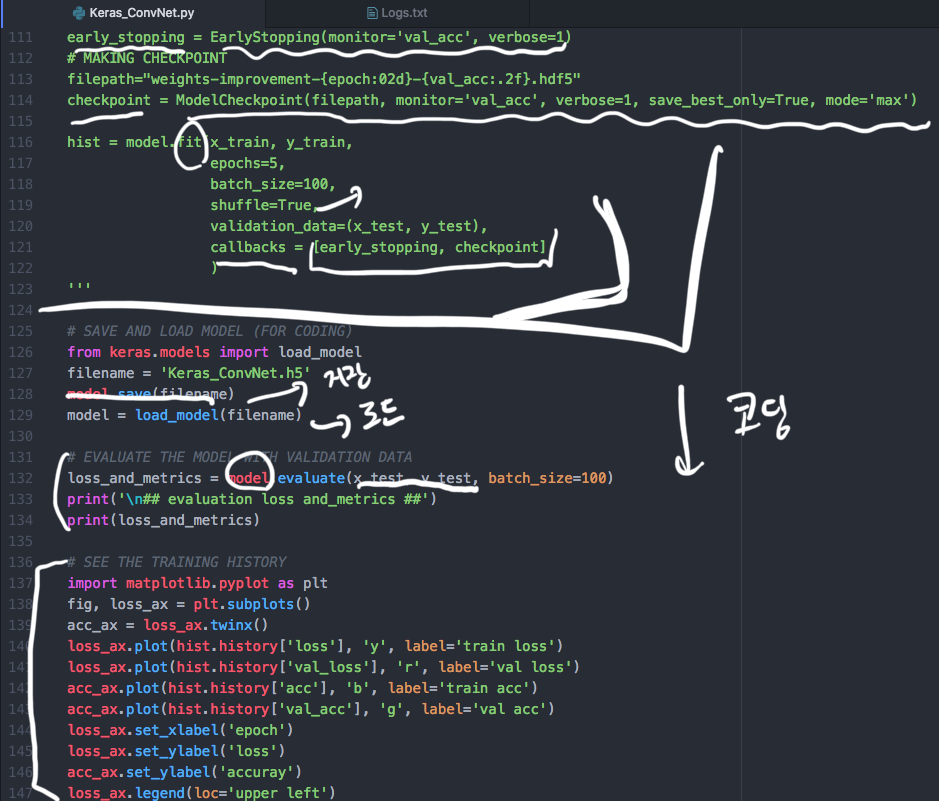 Keras_ConvNet.py Logs.txt
111 early_stopping = EarlyStopping(monitor='val_acc', verbose=1)
112 # MAKING CHECKPOINT
113 filepath="weights-improvement-{epoch:02d}-{val_acc:.2f}.hdf5"
114 checkpoint = ModelCheckpoint(filepath, monitor='val_acc', verbose=1, save_best_only=True, mode='max')
115
116 hist = model.fit(x_train, y_train,
117 epochs=5,
118 batch_size=100,
119 shuffle=True,
120 validation_data=(x_test, y_test),
121 callbacks = [early_stopping, checkpoint]
122 )
123 '''
124
125 # SAVE AND LOAD MODEL (FOR CODING)
126 from keras.models import load_model
127 filename = 'Keras_ConvNet.h5'
저장
128 model.save(filename)
129 model = load_model(filename)
로드
코딩
130
131 # EVALUATE THE MODEL WITH VALIDATION DATA
132 loss_and_metrics = model.evaluate(x_test, y_test, batch_size=100)
133 print('\n## evaluation loss and_metrics ##')
134 print(loss_and_metrics)
135
136 # SEE THE TRAINING HISTORY
137 import matplotlib.pyplot as plt
138 fig, loss_ax = plt.subplots()
139 acc_ax = loss_ax.twinx()
140 loss_ax.plot(hist.history['loss'], 'y', label='train loss')
141 loss_ax.plot(hist.history['val_loss'], 'r', label='val loss')
142 acc_ax.plot(hist.history['acc'], 'b', label='train acc')
143 acc_ax.plot(hist.history['val_acc'], 'g', label='val acc')
144 loss_ax.set_xlabel('epoch')
145 loss_ax.set_ylabel('loss')
146 acc_ax.set_ylabel('accuray')
147 loss_ax.legend(loc='upper left')